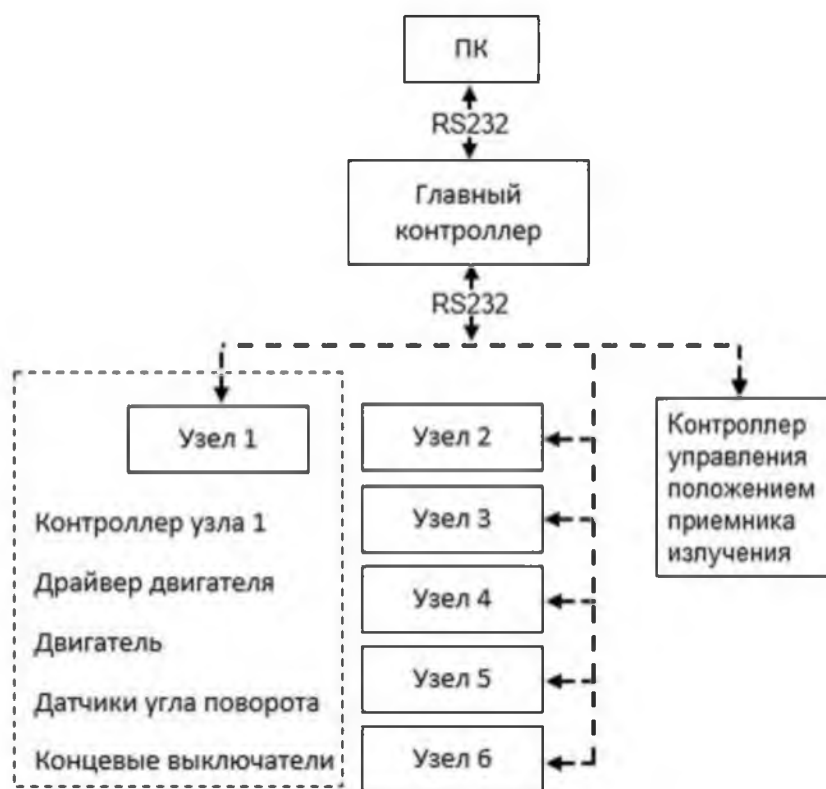 ПК
RS232
Главный
контроллер
RS232
Узел 1
Контроллер узла 1
Драйвер двигателя
Двигатель
Датчики угла поворота
Концевые выключатели
Узел 2
Узел 3
Узел 4
Узел 5
Узел 6
Контроллер
управления
положением
приемника
излучения